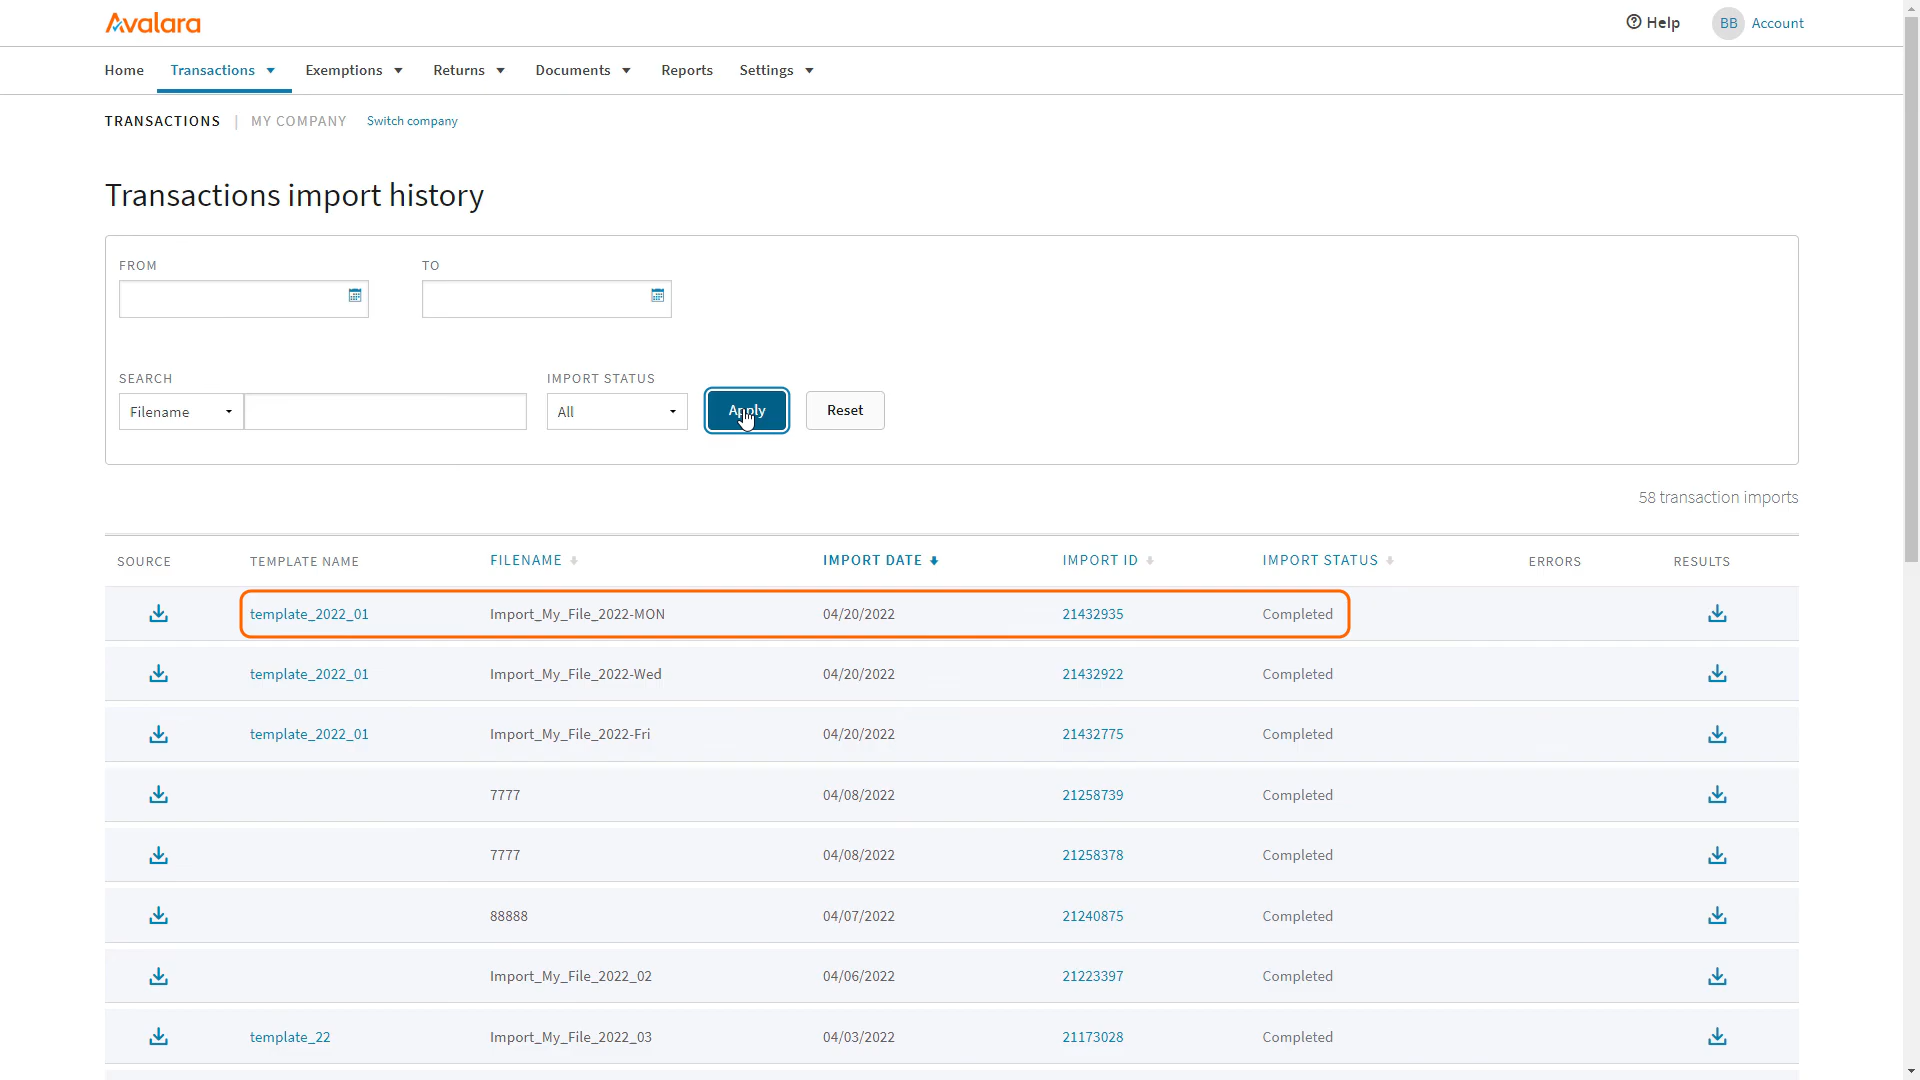 Avalara
Help
BB Account
Home Transactions Exemptions Returns Documents Reports Settings
TRANSACTIONS | MY COMPANY Switch company
Transactions import history
FROM TO
SEARCH IMPORT STATUS
Filename All Apply Reset
58 transaction imports
SOURCE TEMPLATE NAME FILENAME IMPORT DATE IMPORT ID IMPORT STATUS ERRORS RESULTS
template_2022_01 Import_My_File_2022-MON 04/20/2022 21432935 Completed
template_2022_01 Import_My_File_2022-Wed 04/20/2022 21432922 Completed
template_2022_01 Import_My_File_2022-Fri 04/20/2022 21432775 Completed
7777 04/08/2022 21258739 Completed
7777 04/08/2022 21258378 Completed
88888 04/07/2022 21240875 Completed
Import_My_File_2022_02 04/06/2022 21223397 Completed
template_22 Import_My_File_2022_03 04/03/2022 21173028 Completed